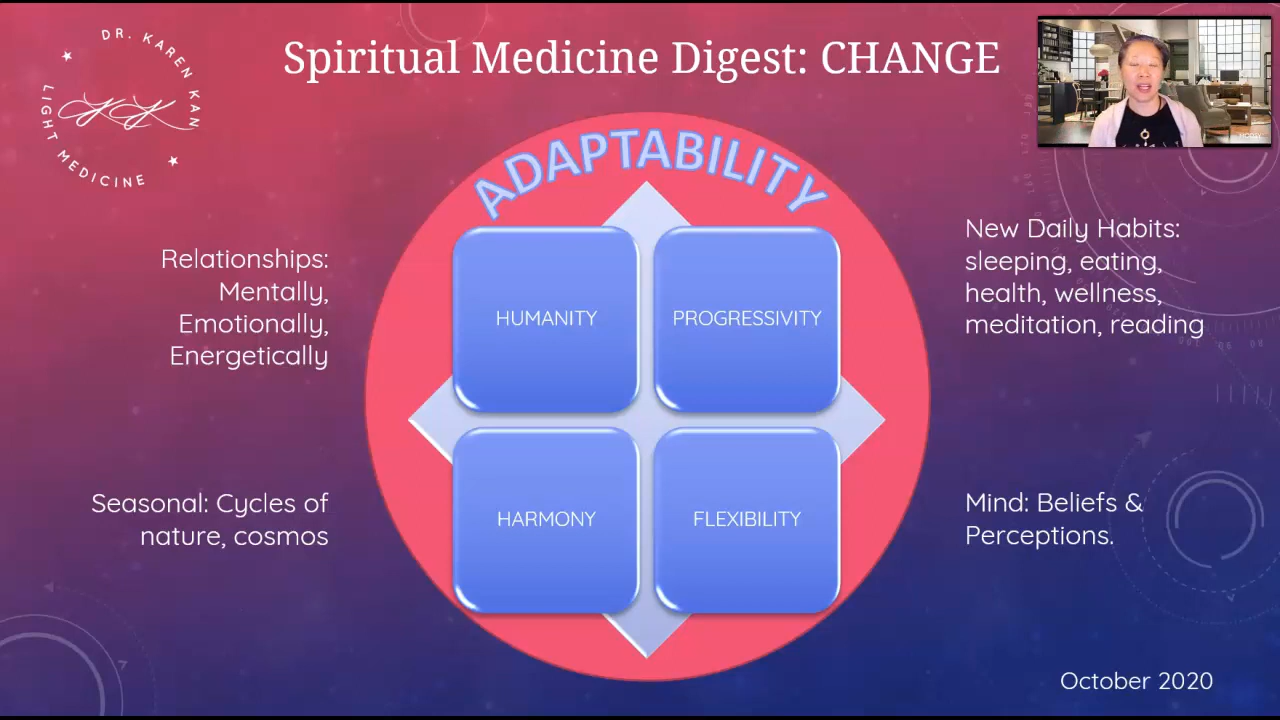 DR. KAREN KAN
LIGHT MEDICINE
Spiritual Medicine Digest: CHANGE
ADAPTABILITY
Relationships:
Mentally,
Emotionally,
Energetically
HUMANITY
PROGRESSIVITY
New Daily Habits:
sleeping, eating,
health, wellness,
meditation, reading
Seasonal: Cycles of
nature, cosmos
HARMONY
FLEXIBILITY
Mind: Beliefs &
Perceptions.
October 2020